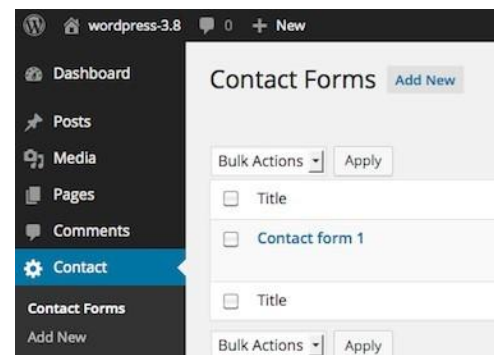 wordpress-3.8 0 + New
Dashboard
Posts
Media
Pages
Comments
Contact
Contact Forms
Add New
Contact Forms Add New
Bulk Actions Apply
Title
Contact form 1
Title
Bulk Actions Apply